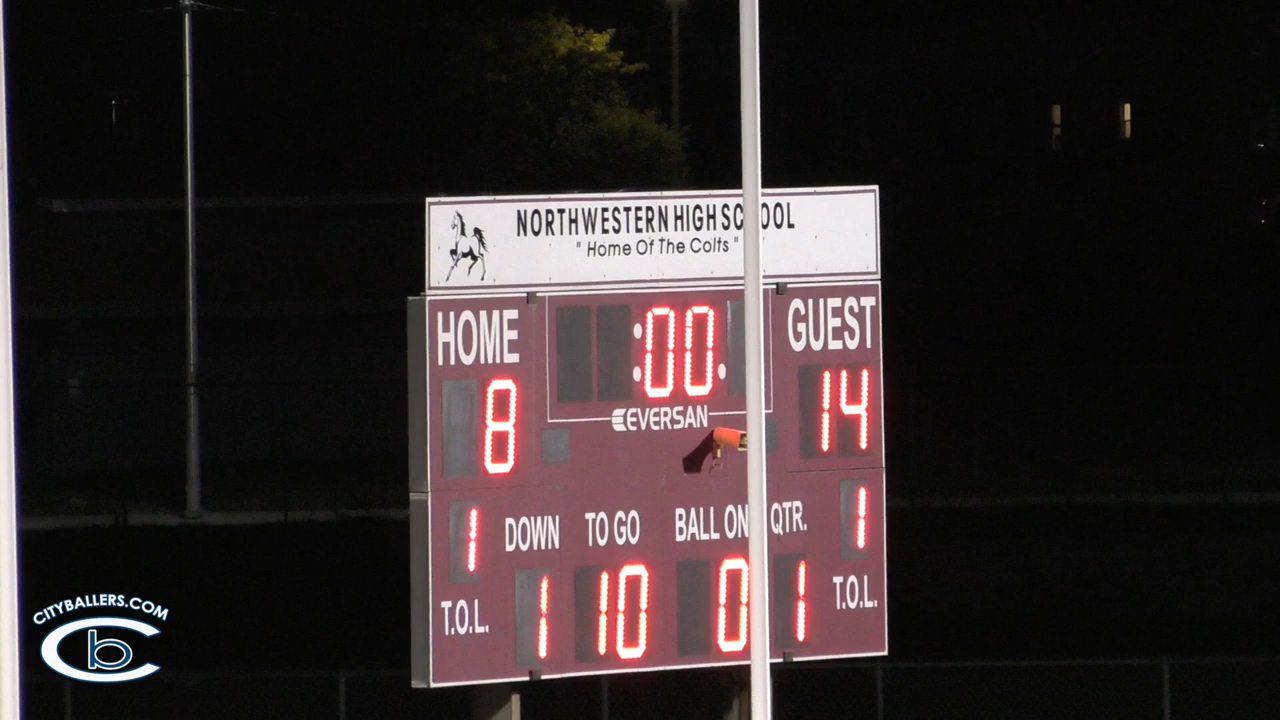 NORTHWESTERN HIGH SCHOOL
" Home Of The Colts "
HOME :00. GUEST
8 EVERSAN 14
1 DOWN TO GO BALL ON QTR. 1
T.O.L. 1 10 0 1 T.O.L.
CITYBALLERS.COM
Cb